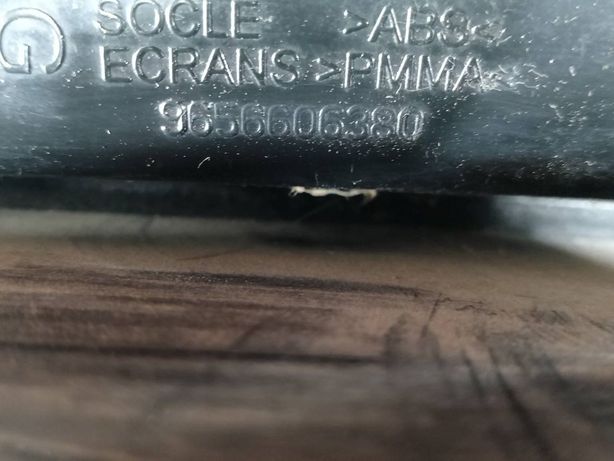 G SOCLE >ABS<
ECRANS >PMMA<
9656606380